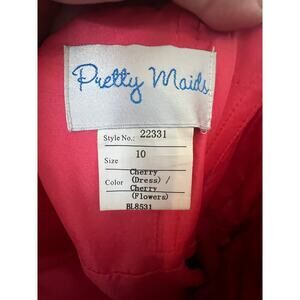 Pretty Maids
Style No.: 22331
Size 10
Cherry
(Dress) /
Color Cherry
(Flowers)
BL8531